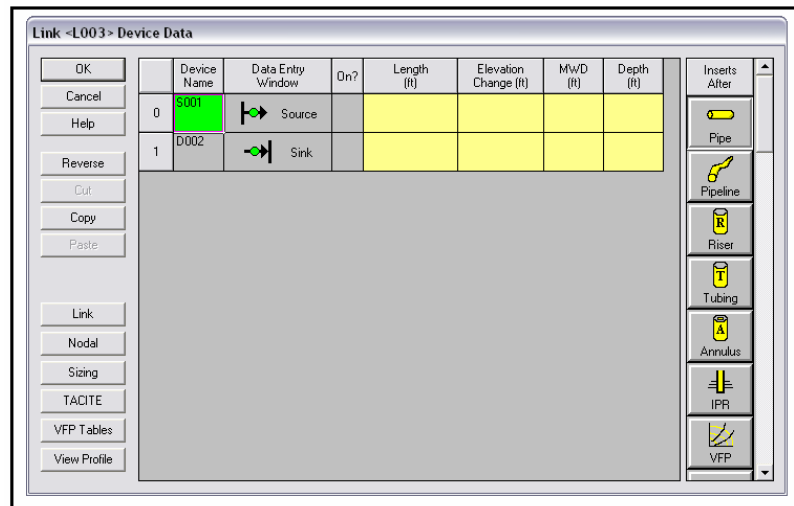 Link <L003> Device Data
OK
Cancel
Help
Reverse
Cut
Copy
Paste
Link
Nodal
Sizing
TACITE
VFP Tables
View Profile
Device Name
Data Entry Window
On?
Length (ft)
Elevation Change (ft)
MWD (ft)
Depth (ft)
0
S001
Source
1
D002
Sink
Inserts After
Pipe
Pipeline
R
Riser
T
Tubing
A
Annulus
IPR
VFP